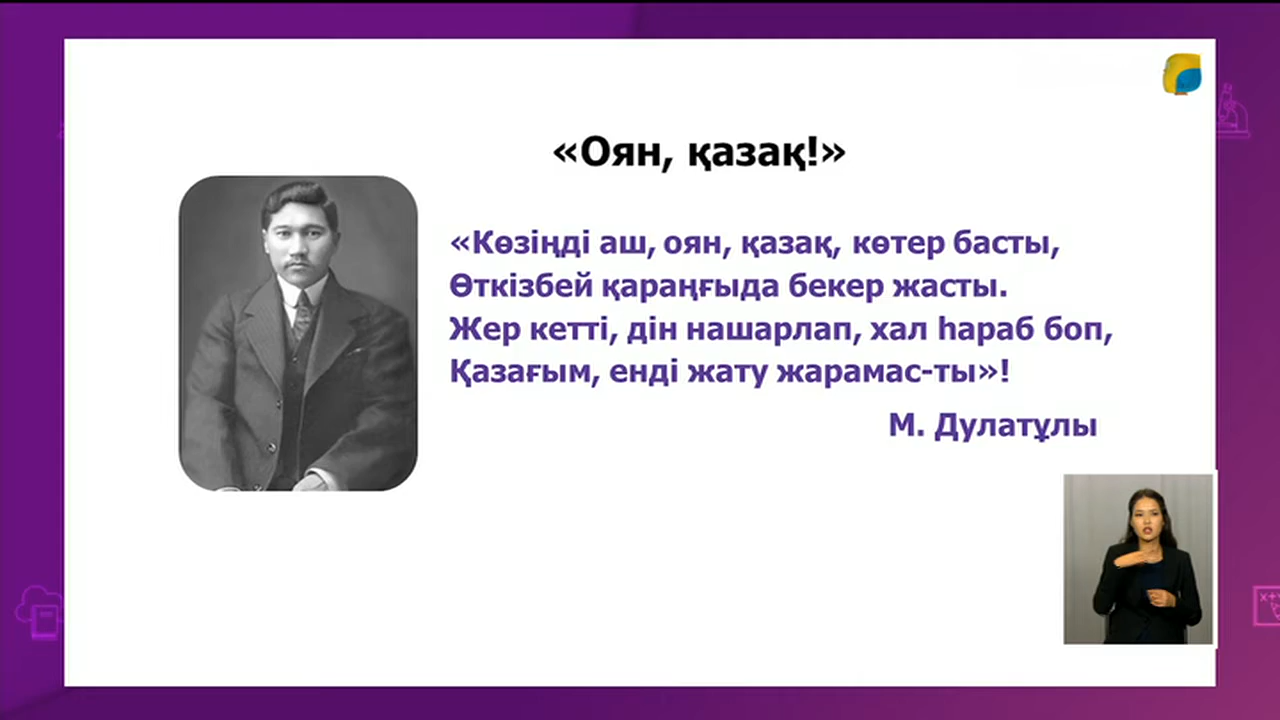 «Оян, қазақ!»
«Көзіңді аш, оян, қазақ, көтер басты,
Өткізбей қараңғыда бекер жасты.
Жер кетті, дін нашарлап, хал һараб боп,
Қазағым, енді жату жарамас-ты»!
М. Дулатұлы